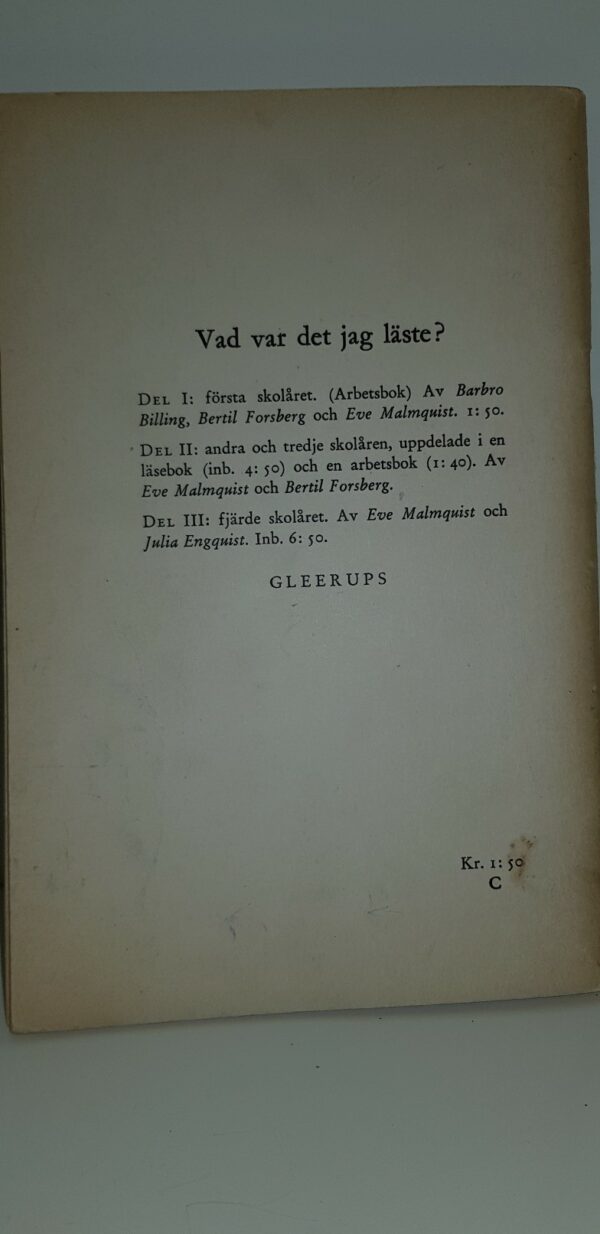 Vad var det jag läste?
DEL I: första skolåret. (Arbetsbok) Av Barbro
Billing, Bertil Forsberg och Eve Malmquist. 1: 50.
DEL II: andra och tredje skolåren, uppdelade i en
läsebok (inb. 4: 50) och en arbetsbok (1: 40). Av
Eve Malmquist och Bertil Forsberg.
DEL III: fjärde skolåret. Av Eve Malmquist och
Julia Engquist. Inb. 6: 50.
GLEERUPS
Kr. 1: 50
C